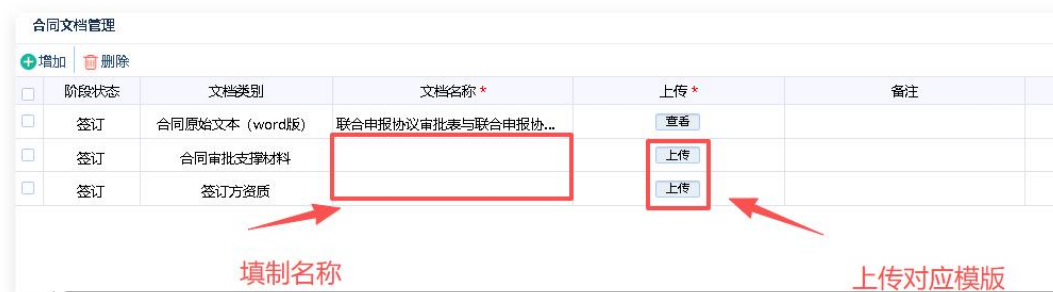 合同文档管理
增加 删除
阶段状态 文档类别 文档名称 * 上传 * 备注
签订 合同原始文本（word版） 联合申报协议审批表与联合申报协... 查看
签订 合同审批支撑材料 上传
签订 签订方资质 上传
填制名称 上传对应模版